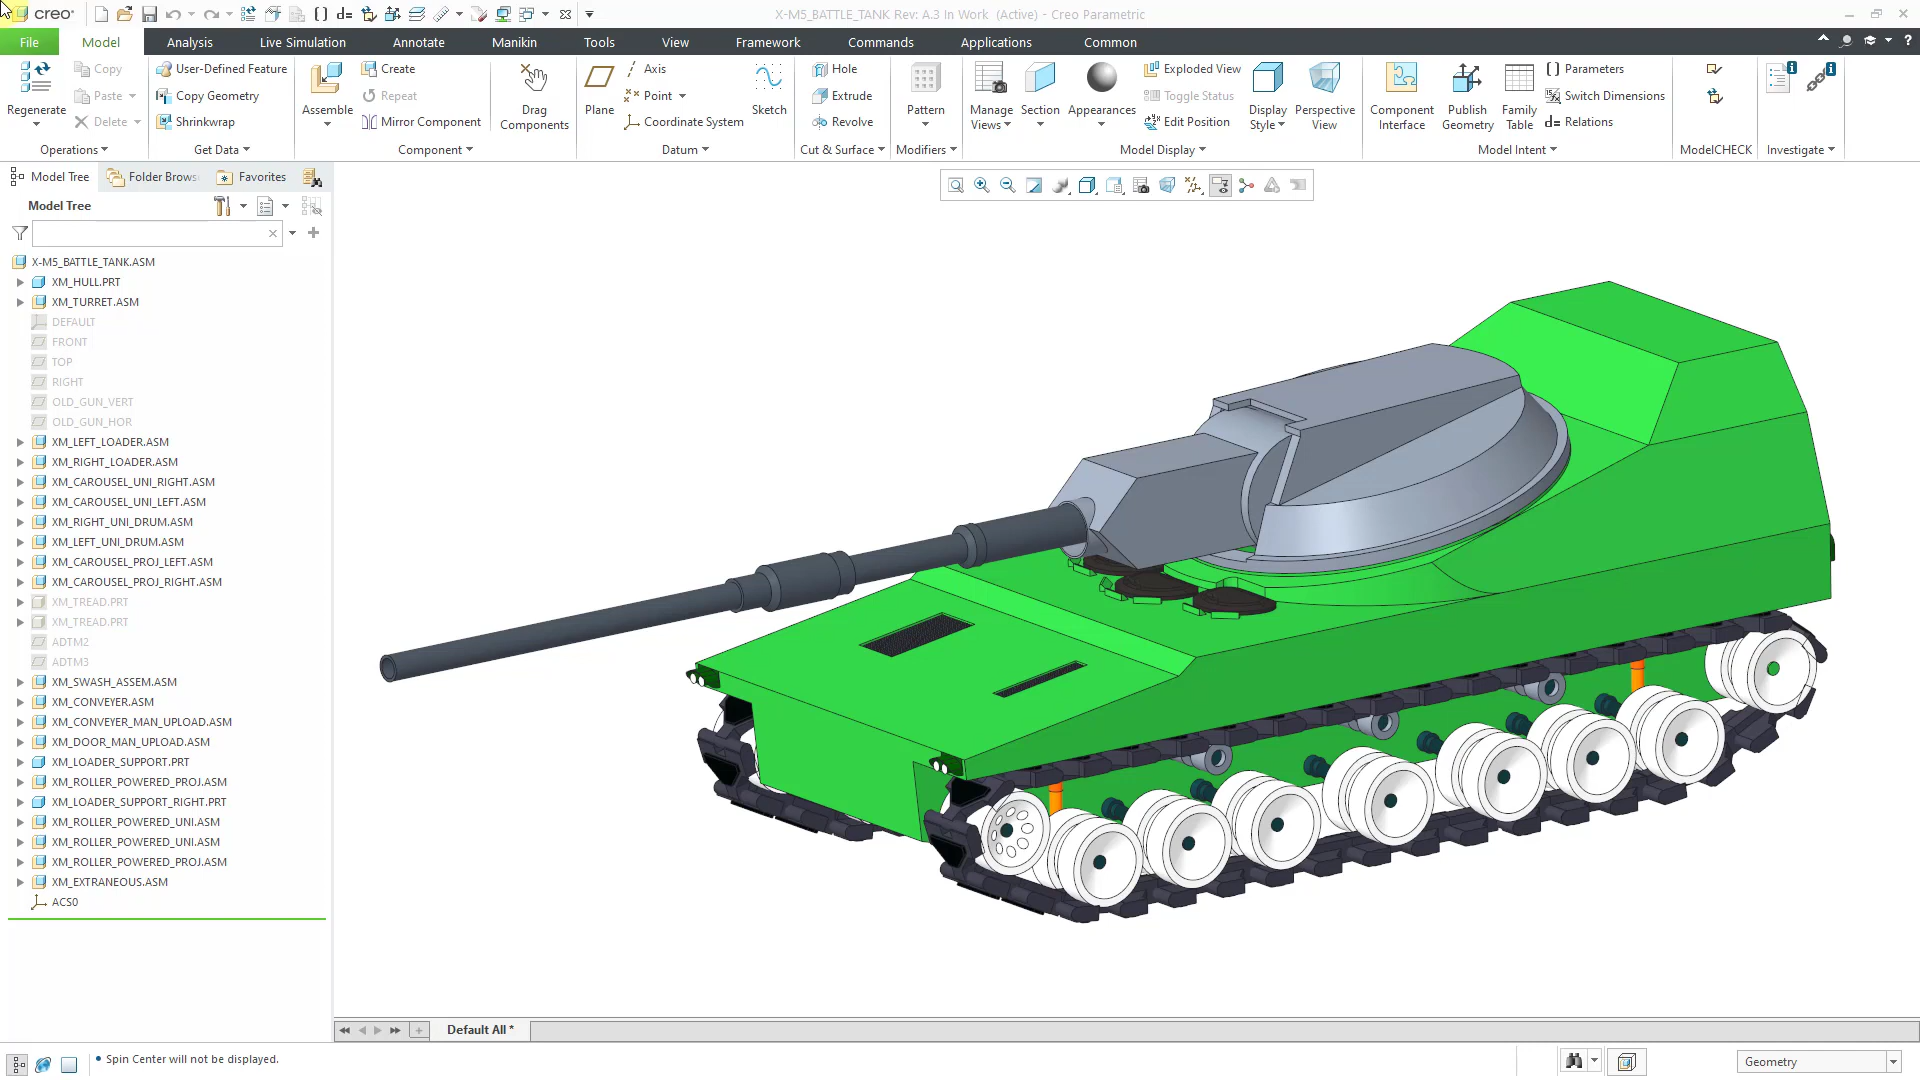 creo
X-M5_BATTLE_TANK Rev: A.3 In Work (Active) - Creo Parametric
File
Model
Analysis
Live Simulation
Annotate
Manikin
Tools
View
Framework
Commands
Applications
Common
Regenerate
Copy
Paste
Delete
Operations
User-Defined Feature
Copy Geometry
Shrinkwrap
Get Data
Assemble
Create
Repeat
Mirror Component
Drag
Components
Component
Plane
Axis
Point
Coordinate System
Sketch
Datum
Hole
Extrude
Revolve
Cut & Surface
Pattern
Modifiers
Manage
Views
Section
Appearances
Exploded View
Toggle Status
Edit Position
Display
Style
Perspective
View
Model Display
Component
Interface
Publish
Geometry
Family
Table
Parameters
Switch Dimensions
d= Relations
Model Intent
ModelCHECK
Investigate
Model Tree
Folder Brows
Favorites
Model Tree
X-M5_BATTLE_TANK.ASM
XM_HULL.PRT
XM_TURRET.ASM
DEFAULT
FRONT
TOP
RIGHT
OLD_GUN_VERT
OLD_GUN_HOR
XM_LEFT_LOADER.ASM
XM_RIGHT_LOADER.ASM
XM_CAROUSEL_UNI_RIGHT.ASM
XM_CAROUSEL_UNI_LEFT.ASM
XM_RIGHT_UNI_DRUM.ASM
XM_LEFT_UNI_DRUM.ASM
XM_CAROUSEL_PROJ_LEFT.ASM
XM_CAROUSEL_PROJ_RIGHT.ASM
XM_TREAD.PRT
XM_TREAD.PRT
ADTM2
ADTM3
XM_SWASH_ASSEM.ASM
XM_CONVEYER.ASM
XM_CONVEYER_MAN_UPLOAD.ASM
XM_DOOR_MAN_UPLOAD.ASM
XM_LOADER_SUPPORT.PRT
XM_ROLLER_POWERED_PROJ.ASM
XM_LOADER_SUPPORT_RIGHT.PRT
XM_ROLLER_POWERED_UNI.ASM
XM_ROLLER_POWERED_UNI.ASM
XM_ROLLER_POWERED_PROJ.ASM
XM_EXTRANEOUS.ASM
ACS0
Default All *
• Spin Center will not be displayed.
Geometry